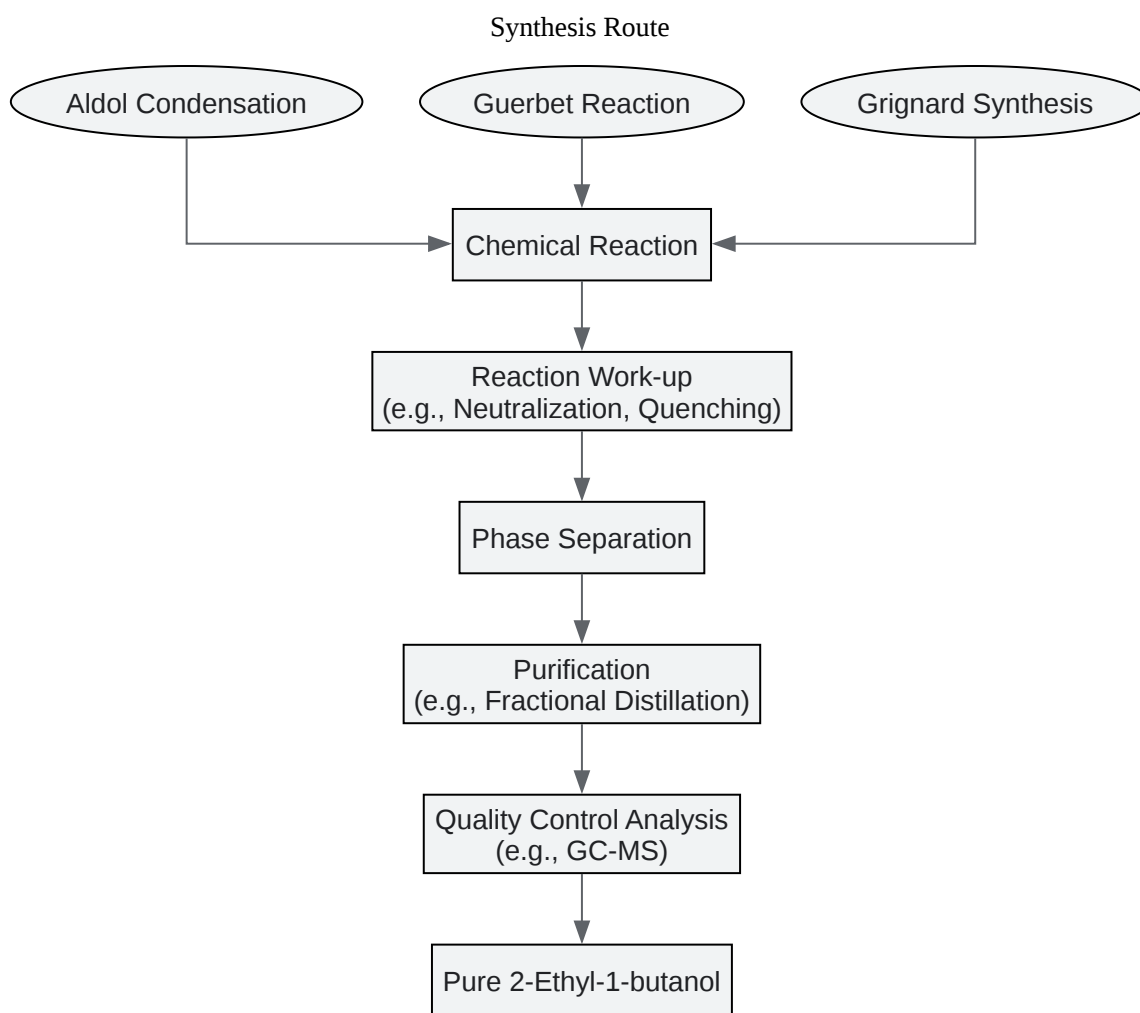 Synthesis Route
Aldol Condensation
Guerbet Reaction
Grignard Synthesis
Chemical Reaction
Reaction Work-up
(e.g., Neutralization, Quenching)
Phase Separation
Purification
(e.g., Fractional Distillation)
Quality Control Analysis
(e.g., GC-MS)
Pure 2-Ethyl-1-butanol